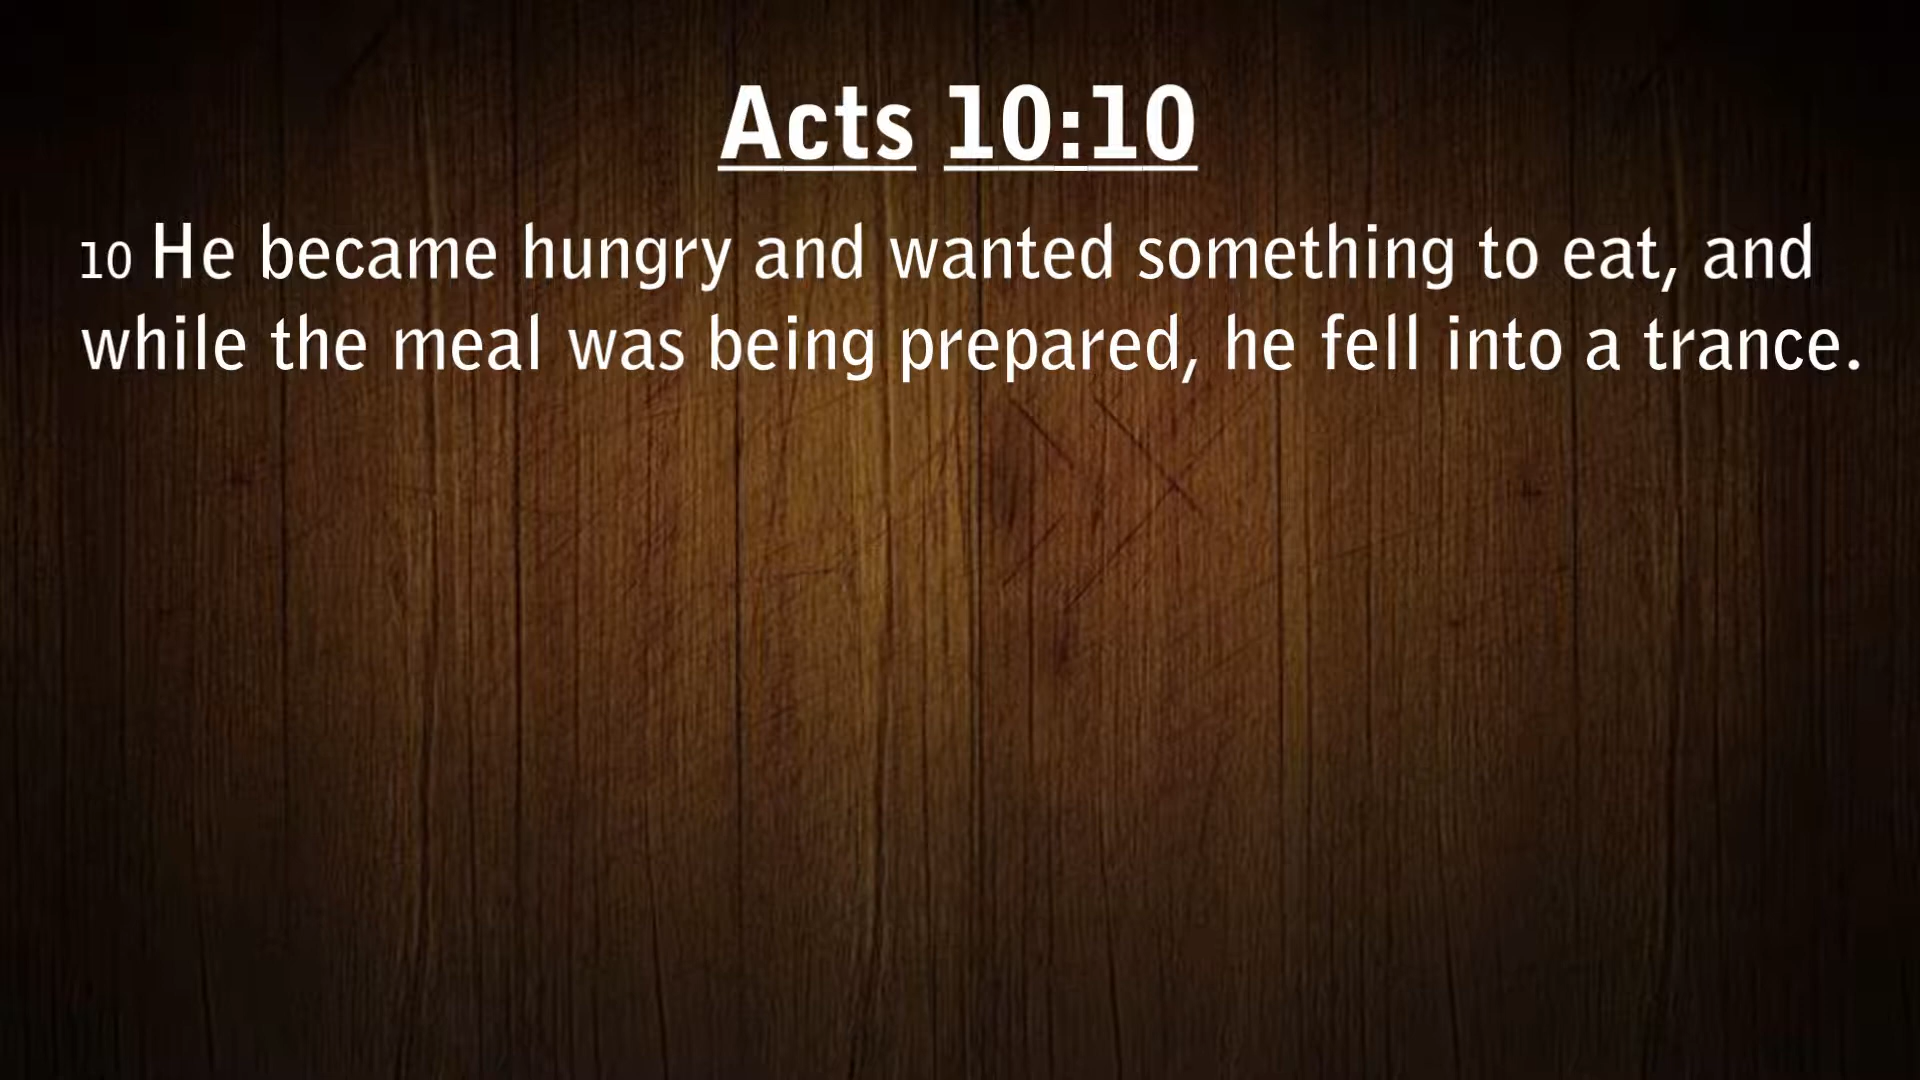 Acts 10:10
10 He became hungry and wanted something to eat, and
while the meal was being prepared, he fell into a trance.